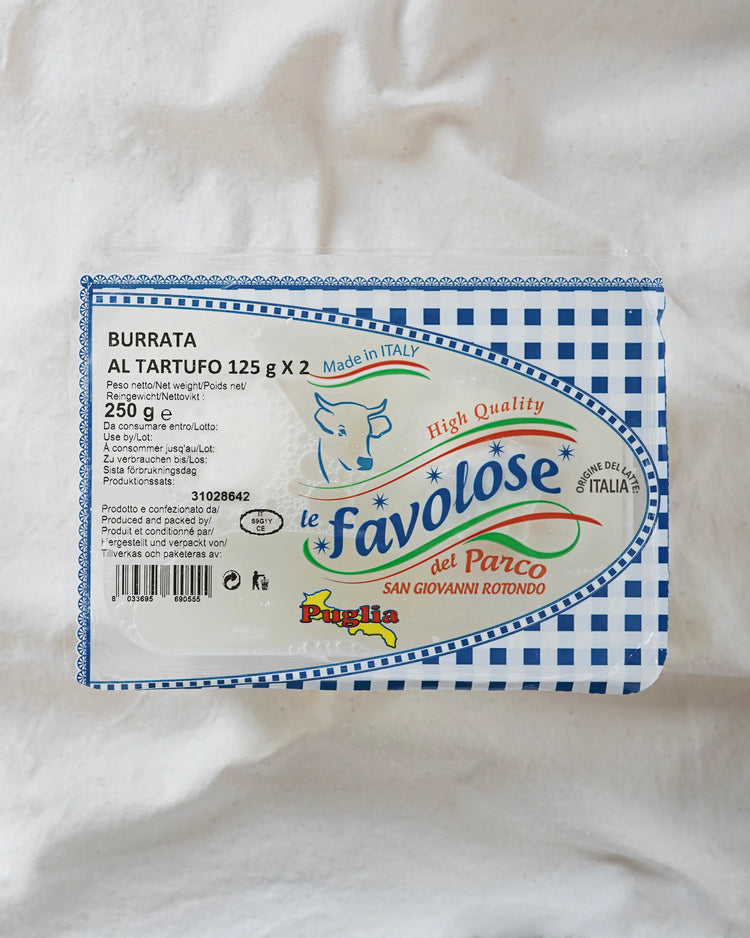 BURRATA
AL TARTUFO 125 g X 2
Peso netto/Net weight/Poids net/
Reingewicht/Nettovikt :
250 g e
Da consumare entro/Lotto:
Use by/Lot:
À consommer jusq'au/Lot:
Zu verbrauchen bis/Los:
Sista förbrukningsdag
Produktionssats:
31028642
Prodotto e confezionato da/
Produced and packed by/
Produit et conditionné par/
Hergestellt und verpackt von/
Tillverkas och paketeras av:
IT
S9G1Y
CE
8 033695 690555
Made in ITALY
High Quality
le favolose
del Parco
SAN GIOVANNI ROTONDO
Puglia
ORIGINE DEL LATTE:
ITALIA